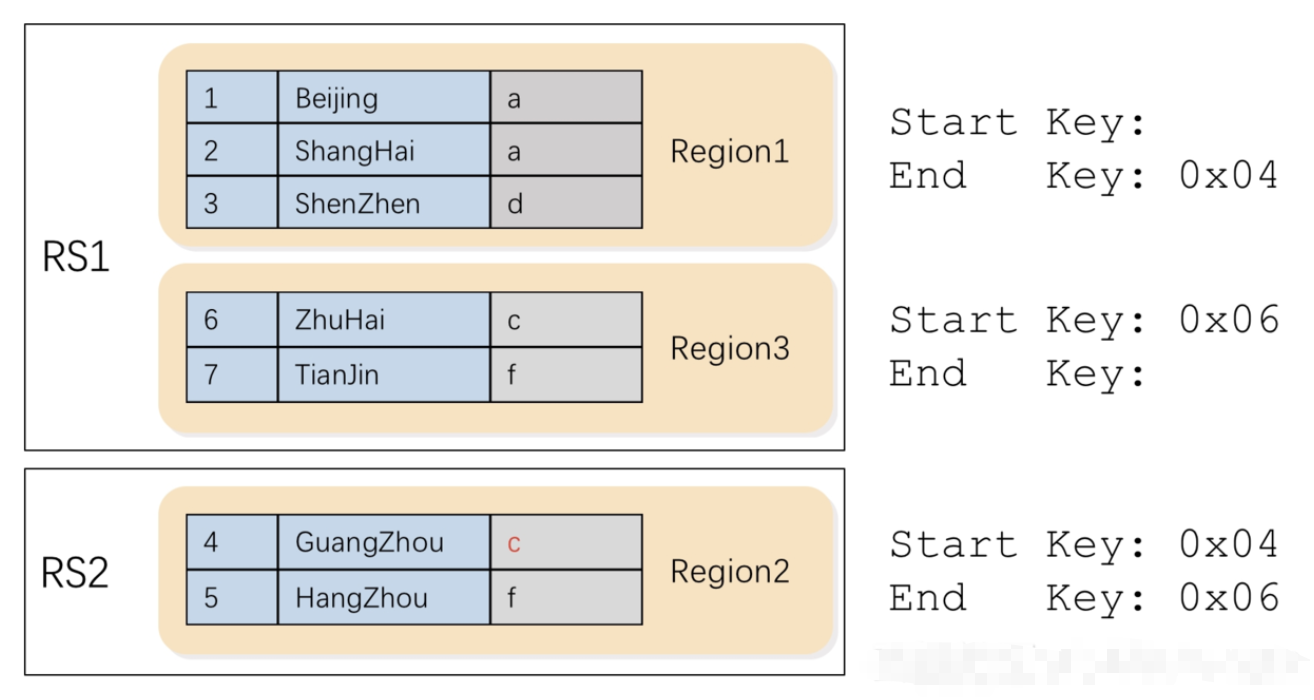 RS1
1 Beijing a
2 ShangHai a
3 ShenZhen d
Region1
Start Key:
End Key: 0x04
6 ZhuHai c
7 TianJin f
Region3
Start Key: 0x06
End Key:
RS2
4 GuangZhou c
5 HangZhou f
Region2
Start Key: 0x04
End Key: 0x06